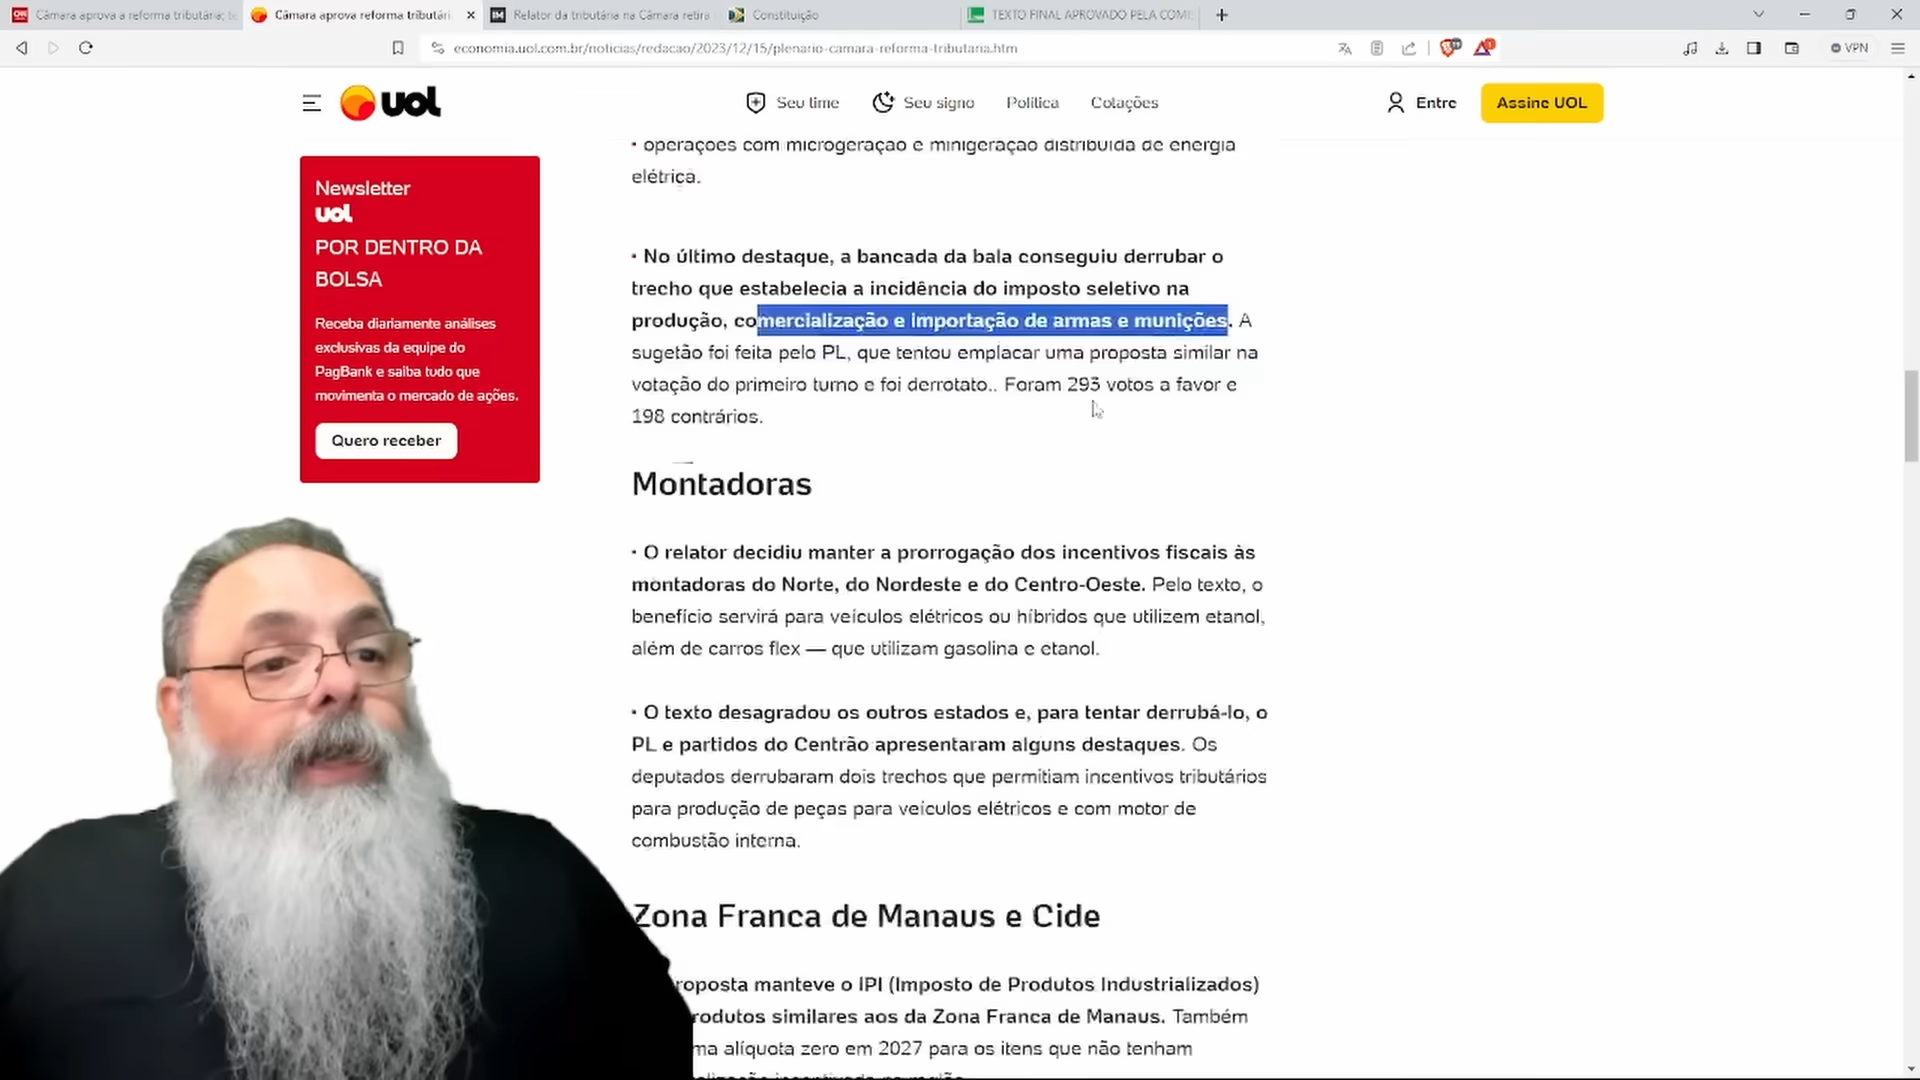 Câmara aprova a reforma tributária; te
Câmara aprova reforma tributári
Relator da tributária na Câmara retira
Constituição
TEXTO FINAL APROVADO PELA COMI
economia.uol.com.br/noticias/redacao/2023/12/15/plenario-camara-reforma-tributaria.htm
VPN
uol
Seu time
Seu signo
Política
Cotações
Entre
Assine UOL
Newsletter
uol
POR DENTRO DA
BOLSA
Receba diariamente análises
exclusivas da equipe do
PagBank e saiba tudo que
movimenta o mercado de ações.
Quero receber
• operações com microgeração e minigeração distribuída de energia
elétrica.
• No último destaque, a bancada da bala conseguiu derrubar o
trecho que estabelecia a incidência do imposto seletivo na
produção, comercialização e importação de armas e munições. A
sugetão foi feita pelo PL, que tentou emplacar uma proposta similar na
votação do primeiro turno e foi derrotato.. Foram 293 votos a favor e
198 contrários.
Montadoras
• O relator decidiu manter a prorrogação dos incentivos fiscais às
montadoras do Norte, do Nordeste e do Centro-Oeste. Pelo texto, o
benefício servirá para veículos elétricos ou híbridos que utilizem etanol,
além de carros flex — que utilizam gasolina e etanol.
• O texto desagradou os outros estados e, para tentar derrubá-lo, o
PL e partidos do Centrão apresentaram alguns destaques. Os
deputados derrubaram dois trechos que permitiam incentivos tributários
para produção de peças para veículos elétricos e com motor de
combustão interna.
Zona Franca de Manaus e Cide
roposta manteve o IPI (Imposto de Produtos Industrializados)
rodutos similares aos da Zona Franca de Manaus. Também
ma alíquota zero em 2027 para os itens que não tenham